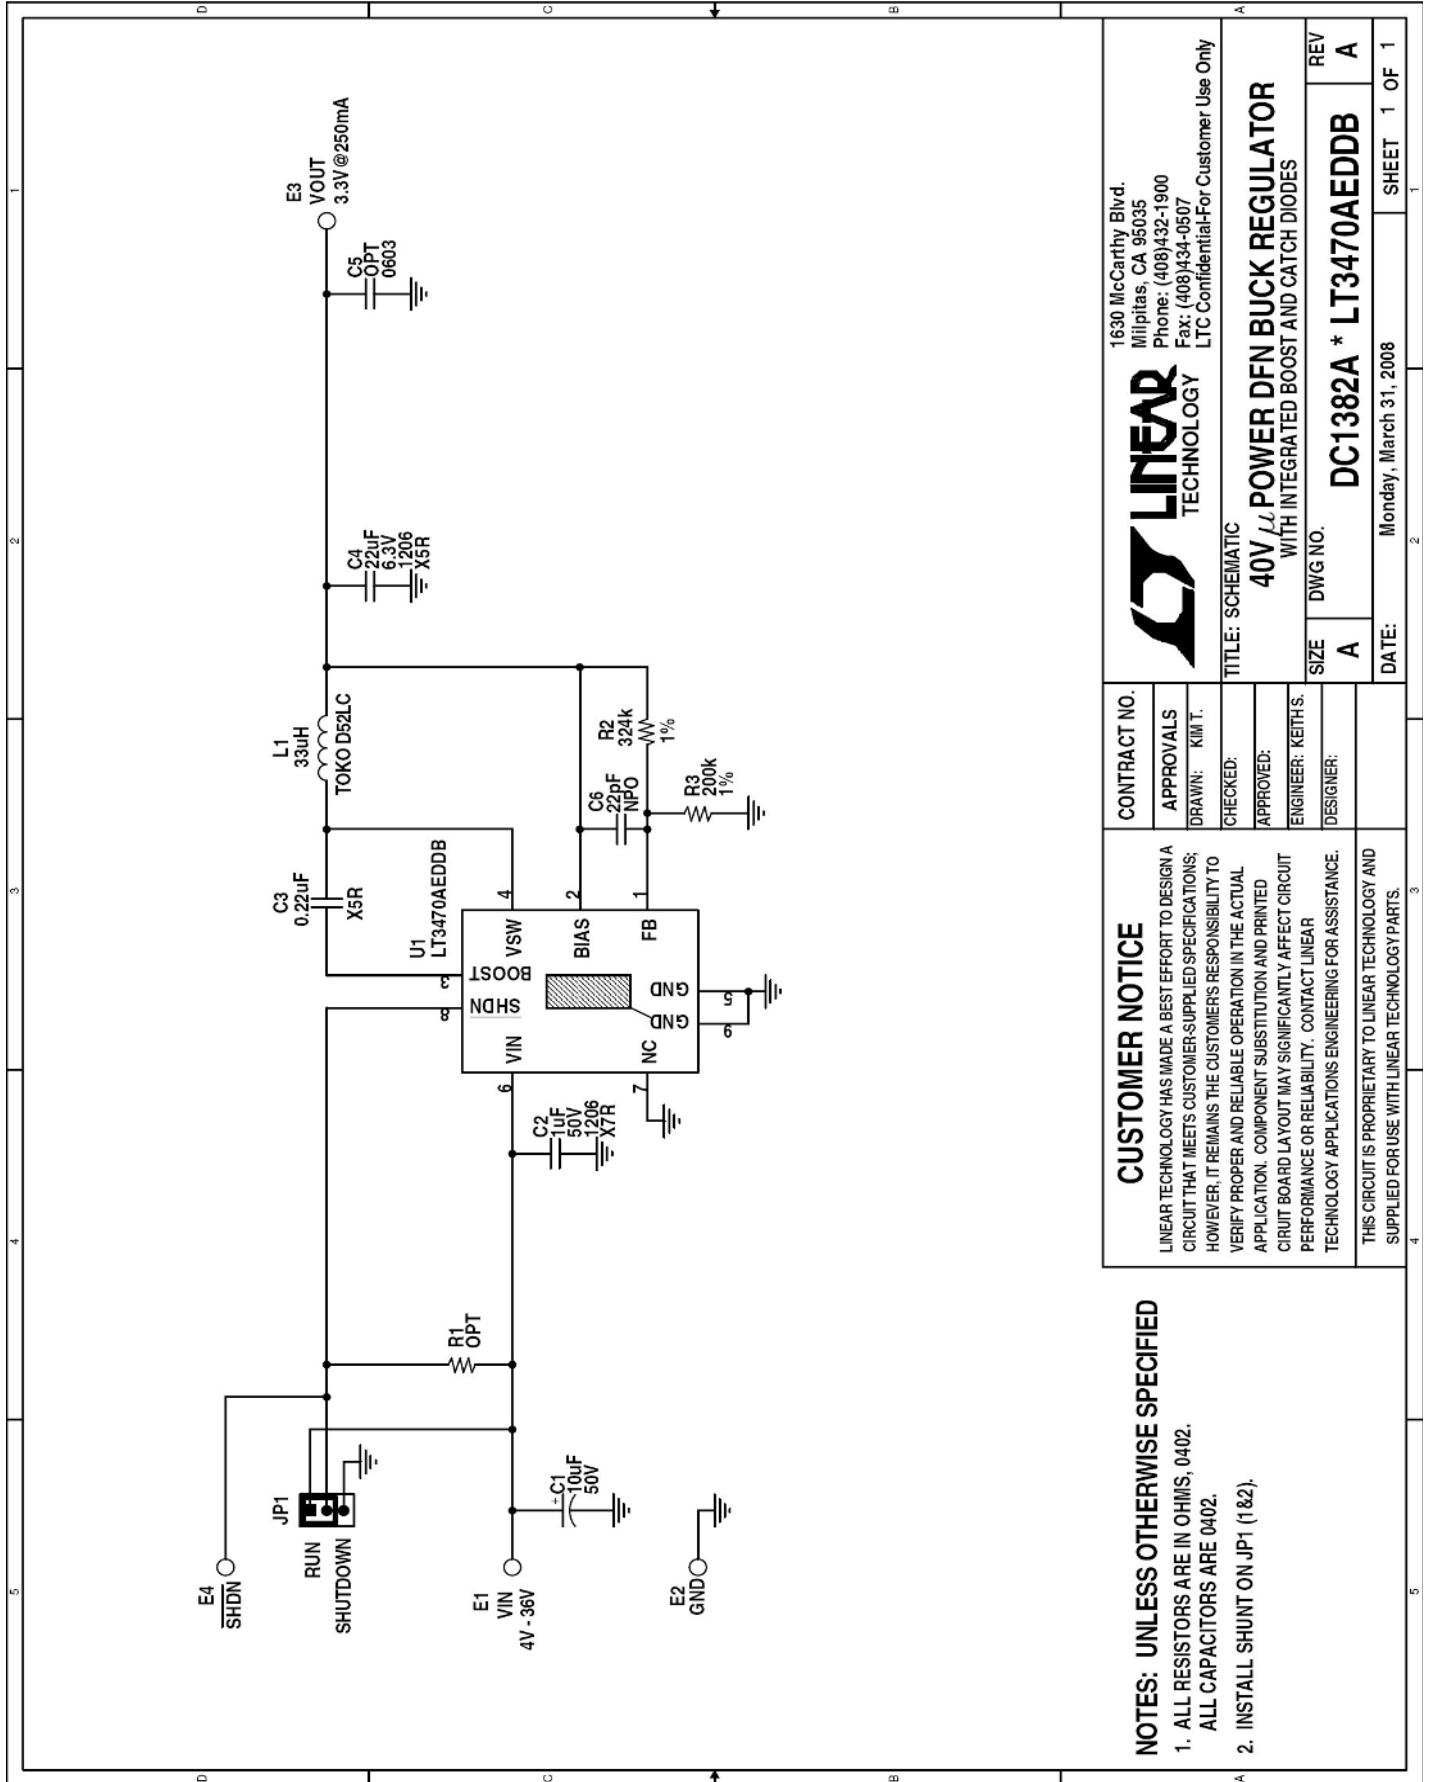 5
4
3
2
1
D
D
E4
SHDN
JP1
RUN
SHUTDOWN
C3
0.22uF
X5R
L1
33uH
TOKO D52LC
E3
VOUT
3.3V@250mA
C5
OPT
0603
C4
22uF
6.3V
1206
X5R
C
C
R1
OPT
U1
LT3470AEDDB
8
3
SHDN
BOOST
E1
VIN
4V - 36V
+
C1
10uF
50V
C2
1uF
50V
1206
X7R
6
VIN
VSW
4
BIAS
2
7
NC
FB
1
GND
GND
9
5
C6
22pF
NPO
R2
324k
1%
R3
200k
1%
E2
GND
B
B
NOTES: UNLESS OTHERWISE SPECIFIED
1. ALL RESISTORS ARE IN OHMS, 0402.
ALL CAPACITORS ARE 0402.
2. INSTALL SHUNT ON JP1 (1&2).
CUSTOMER NOTICE
LINEAR TECHNOLOGY HAS MADE A BEST EFFORT TO DESIGN A
CIRCUIT THAT MEETS CUSTOMER-SUPPLIED SPECIFICATIONS;
HOWEVER, IT REMAINS THE CUSTOMER'S RESPONSIBILITY TO
VERIFY PROPER AND RELIABLE OPERATION IN THE ACTUAL
APPLICATION. COMPONENT SUBSTITUTION AND PRINTED
CIRUIT BOARD LAYOUT MAY SIGNIFICANTLY AFFECT CIRCUIT
PERFORMANCE OR RELIABILITY. CONTACT LINEAR
TECHNOLOGY APPLICATIONS ENGINEERING FOR ASSISTANCE.
THIS CIRCUIT IS PROPRIETARY TO LINEAR TECHNOLOGY AND
SUPPLIED FOR USE WITH LINEAR TECHNOLOGY PARTS.
CONTRACT NO.
APPROVALS
DRAWN: KIM T.
CHECKED:
APPROVED:
ENGINEER: KEITH S.
DESIGNER:
LINEAR
TECHNOLOGY
1630 McCarthy Blvd.
Milpitas, CA 95035
Phone: (408)432-1900
Fax: (408)434-0507
LTC Confidential-For Customer Use Only
TITLE: SCHEMATIC
40V µPOWER DFN BUCK REGULATOR
WITH INTEGRATED BOOST AND CATCH DIODES
SIZE
A
DWG NO.
DC1382A * LT3470AEDDB
REV
A
DATE:
Monday, March 31, 2008
SHEET 1 OF 1
A
A
5
4
3
2
1